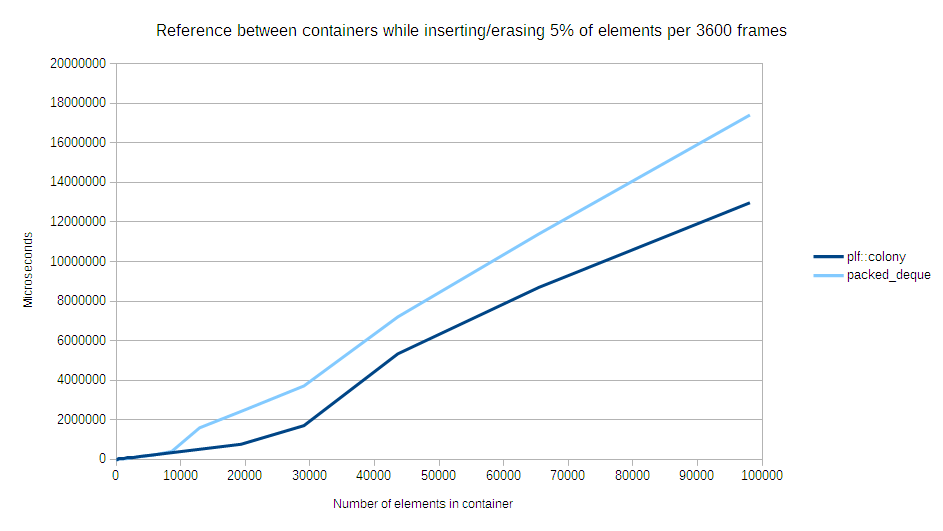 Reference between containers while inserting/erasing 5% of elements per 3600 frames
20000000
18000000
16000000
14000000
12000000
10000000
8000000
6000000
4000000
2000000
0
Microseconds
0 10000 20000 30000 40000 50000 60000 70000 80000 90000 100000
Number of elements in container
plf::colony
packed_deque